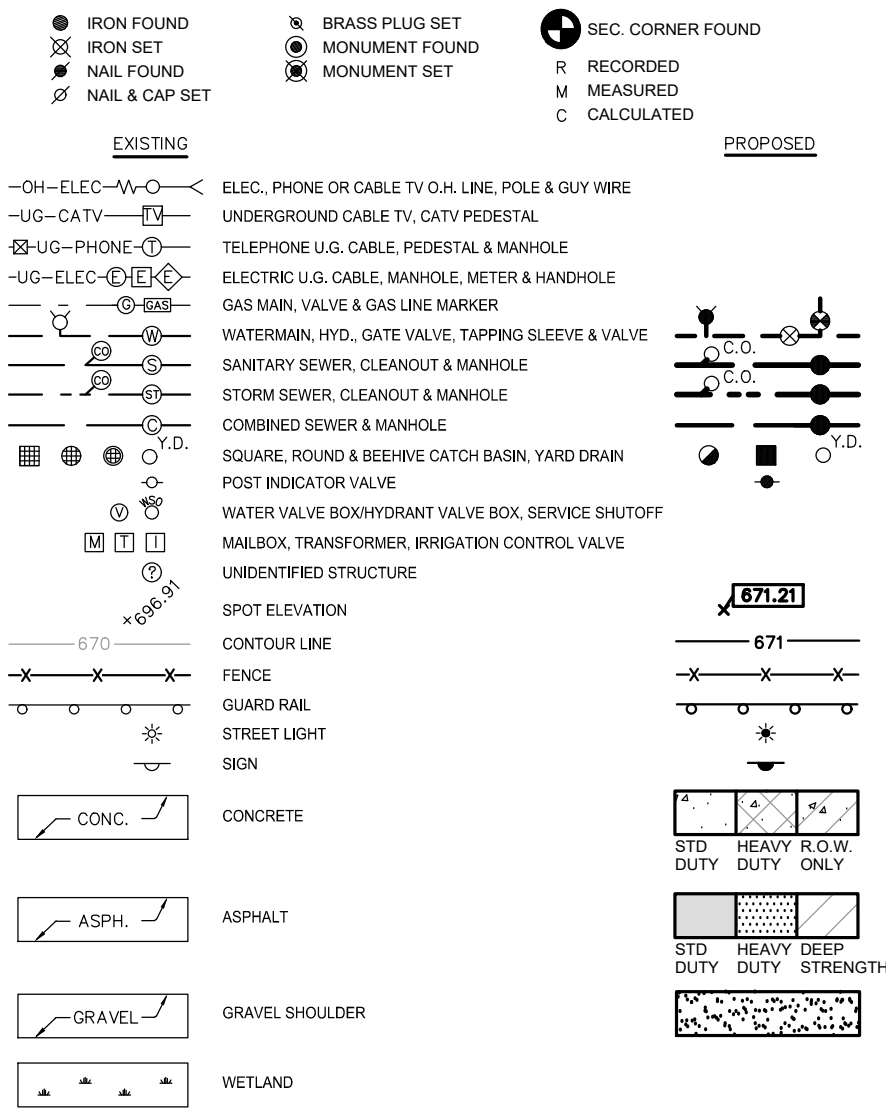 IRON FOUND
IRON SET
NAIL FOUND
NAIL & CAP SET
BRASS PLUG SET
MONUMENT FOUND
MONUMENT SET
SEC. CORNER FOUND
R RECORDED
M MEASURED
C CALCULATED
EXISTING
PROPOSED
-OH-ELEC- ELEC., PHONE OR CABLE TV O.H. LINE, POLE & GUY WIRE
-UG-CATV- TV UNDERGROUND CABLE TV, CATV PEDESTAL
-UG-PHONE- T TELEPHONE U.G. CABLE, PEDESTAL & MANHOLE
-UG-ELEC- E E E ELECTRIC U.G. CABLE, MANHOLE, METER & HANDHOLE
G GAS GAS MAIN, VALVE & GAS LINE MARKER
W WATERMAIN, HYD., GATE VALVE, TAPPING SLEEVE & VALVE
CO S SANITARY SEWER, CLEANOUT & MANHOLE C.O.
CO ST STORM SEWER, CLEANOUT & MANHOLE C.O.
C COMBINED SEWER & MANHOLE
Y.D. SQUARE, ROUND & BEEHIVE CATCH BASIN, YARD DRAIN Y.D.
POST INDICATOR VALVE
V WSO WATER VALVE BOX/HYDRANT VALVE BOX, SERVICE SHUTOFF
M T I MAILBOX, TRANSFORMER, IRRIGATION CONTROL VALVE
? UNIDENTIFIED STRUCTURE
+696.91 SPOT ELEVATION 671.21
670 CONTOUR LINE 671
X X X FENCE X X X
GUARD RAIL
STREET LIGHT
SIGN
CONC. CONCRETE
STD DUTY
HEAVY DUTY
R.O.W. ONLY
ASPH. ASPHALT
STD DUTY
HEAVY DUTY
DEEP STRENGTH
GRAVEL GRAVEL SHOULDER
WETLAND